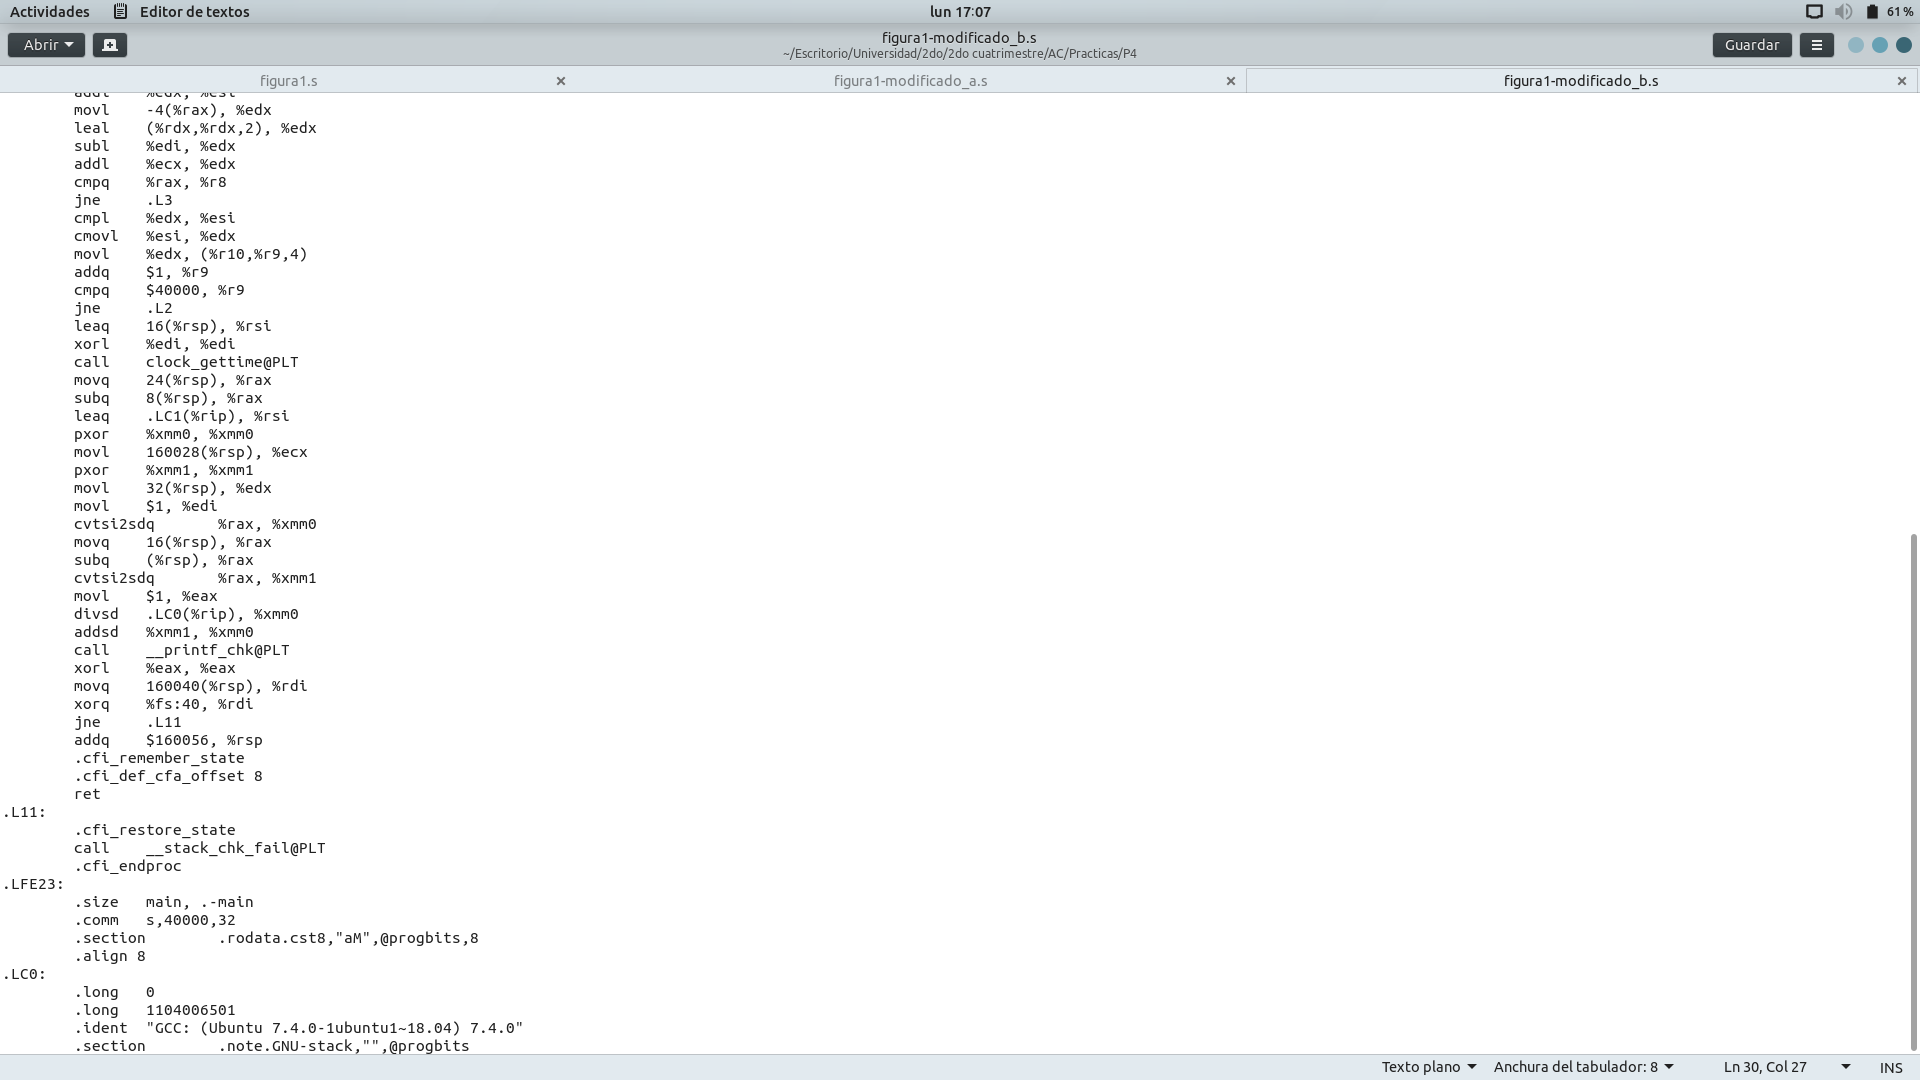 Actividades Editor de textos lun 17:07 61 %
Abrir figura1-modificado_b.s Guardar
~/Escritorio/Universidad/2do/2do cuatrimestre/AC/Practicas/P4
figura1.s figura1-modificado_a.s figura1-modificado_b.s
addl %edx, %esi
movl -4(%rax), %edx
leal (%rdx,%rdx,2), %edx
subl %edi, %edx
addl %ecx, %edx
cmpq %rax, %r8
jne .L3
cmpl %edx, %esi
cmovl %esi, %edx
movl %edx, (%r10,%r9,4)
addq $1, %r9
cmpq $40000, %r9
jne .L2
leaq 16(%rsp), %rsi
xorl %edi, %edi
call clock_gettime@PLT
movq 24(%rsp), %rax
subq 8(%rsp), %rax
leaq .LC1(%rip), %rsi
pxor %xmm0, %xmm0
movl 160028(%rsp), %ecx
pxor %xmm1, %xmm1
movl 32(%rsp), %edx
movl $1, %edi
cvtsi2sdq %rax, %xmm0
movq 16(%rsp), %rax
subq (%rsp), %rax
cvtsi2sdq %rax, %xmm1
movl $1, %eax
divsd .LC0(%rip), %xmm0
addsd %xmm1, %xmm0
call __printf_chk@PLT
xorl %eax, %eax
movq 160040(%rsp), %rdi
xorq %fs:40, %rdi
jne .L11
addq $160056, %rsp
.cfi_remember_state
.cfi_def_cfa_offset 8
ret
.L11:
.cfi_restore_state
call __stack_chk_fail@PLT
.cfi_endproc
.LFE23:
.size main, .-main
.comm s,40000,32
.section .rodata.cst8,"aM",@progbits,8
.align 8
.LC0:
.long 0
.long 1104006501
.ident "GCC: (Ubuntu 7.4.0-1ubuntu1~18.04) 7.4.0"
.section .note.GNU-stack,"",@progbits
Texto plano Anchura del tabulador: 8 Ln 30, Col 27 INS